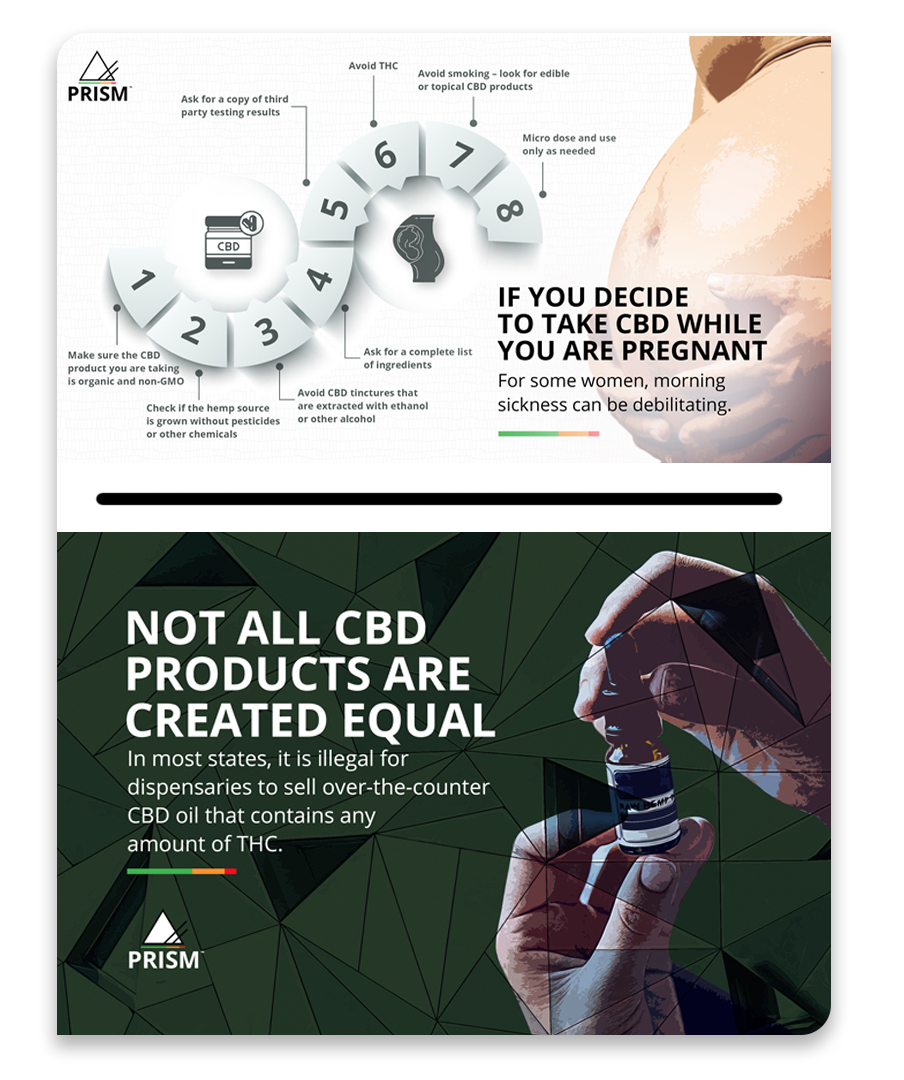 PRISM™
Avoid THC
Avoid smoking – look for edible
or topical CBD products
Ask for a copy of third
party testing results
Micro dose and use
only as needed
1
2
3
4
5
6
7
8
CBD
Make sure the CBD
product you are taking
is organic and non-GMO
Check if the hemp source
is grown without pesticides
or other chemicals
Avoid CBD tinctures that
are extracted with ethanol
or other alcohol
Ask for a complete list
of ingredients
IF YOU DECIDE
TO TAKE CBD WHILE
YOU ARE PREGNANT
For some women, morning
sickness can be debilitating.
NOT ALL CBD
PRODUCTS ARE
CREATED EQUAL
In most states, it is illegal for
dispensaries to sell over-the-counter
CBD oil that contains any
amount of THC.
RAW HEMP
PRISM™